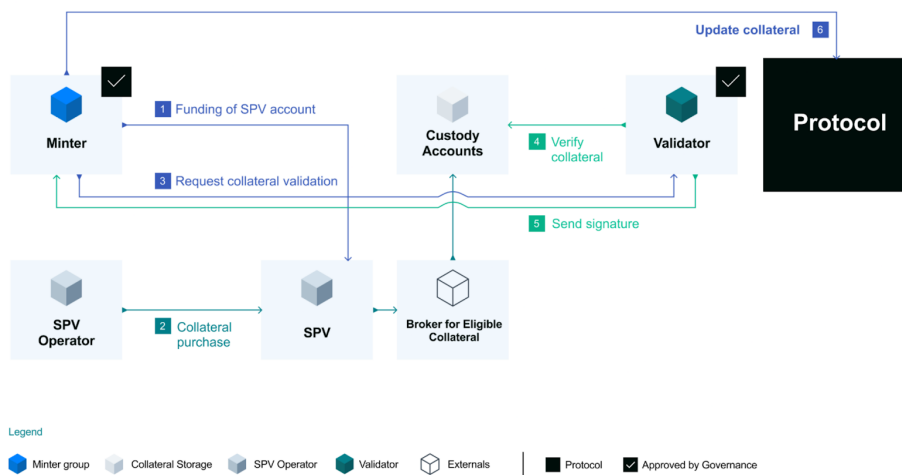 Update collateral 6
Minter
1 Funding of SPV account
Custody
Accounts
4 Verify
collateral
Validator
Protocol
3 Request collateral validation
5 Send signature
SPV
Operator
2 Collateral
purchase
SPV
Broker for Eligible
Collateral
Legend
Minter group
Collateral Storage
SPV Operator
Validator
Externals
Protocol
Approved by Governance